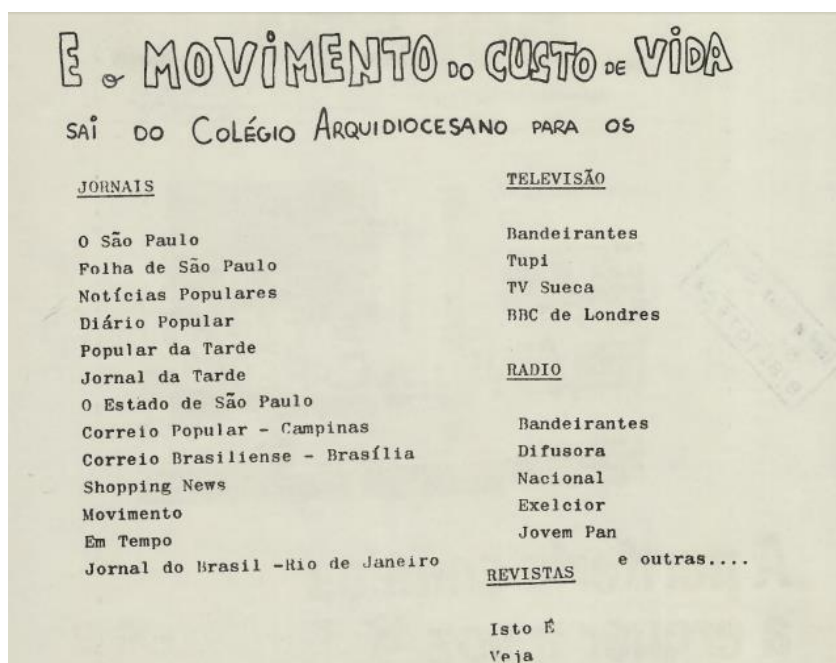 E o MOVIMENTO DO CUSTO DE VIDA
SAI DO COLÉGIO ARQUIDIOCESANO PARA OS
JORNAIS
O São Paulo
Folha de São Paulo
Notícias Populares
Diário Popular
Popular da Tarde
Jornal da Tarde
O Estado de São Paulo
Correio Popular - Campinas
Correio Brasiliense - Brasília
Shopping News
Movimento
Em Tempo
Jornal do Brasil -Rio de Janeiro
TELEVISÃO
Bandeirantes
Tupi
TV Sueca
BBC de Londres
RADIO
Bandeirantes
Difusora
Nacional
Exelcior
Jovem Pan
e outras....
REVISTAS
Isto É
Veja